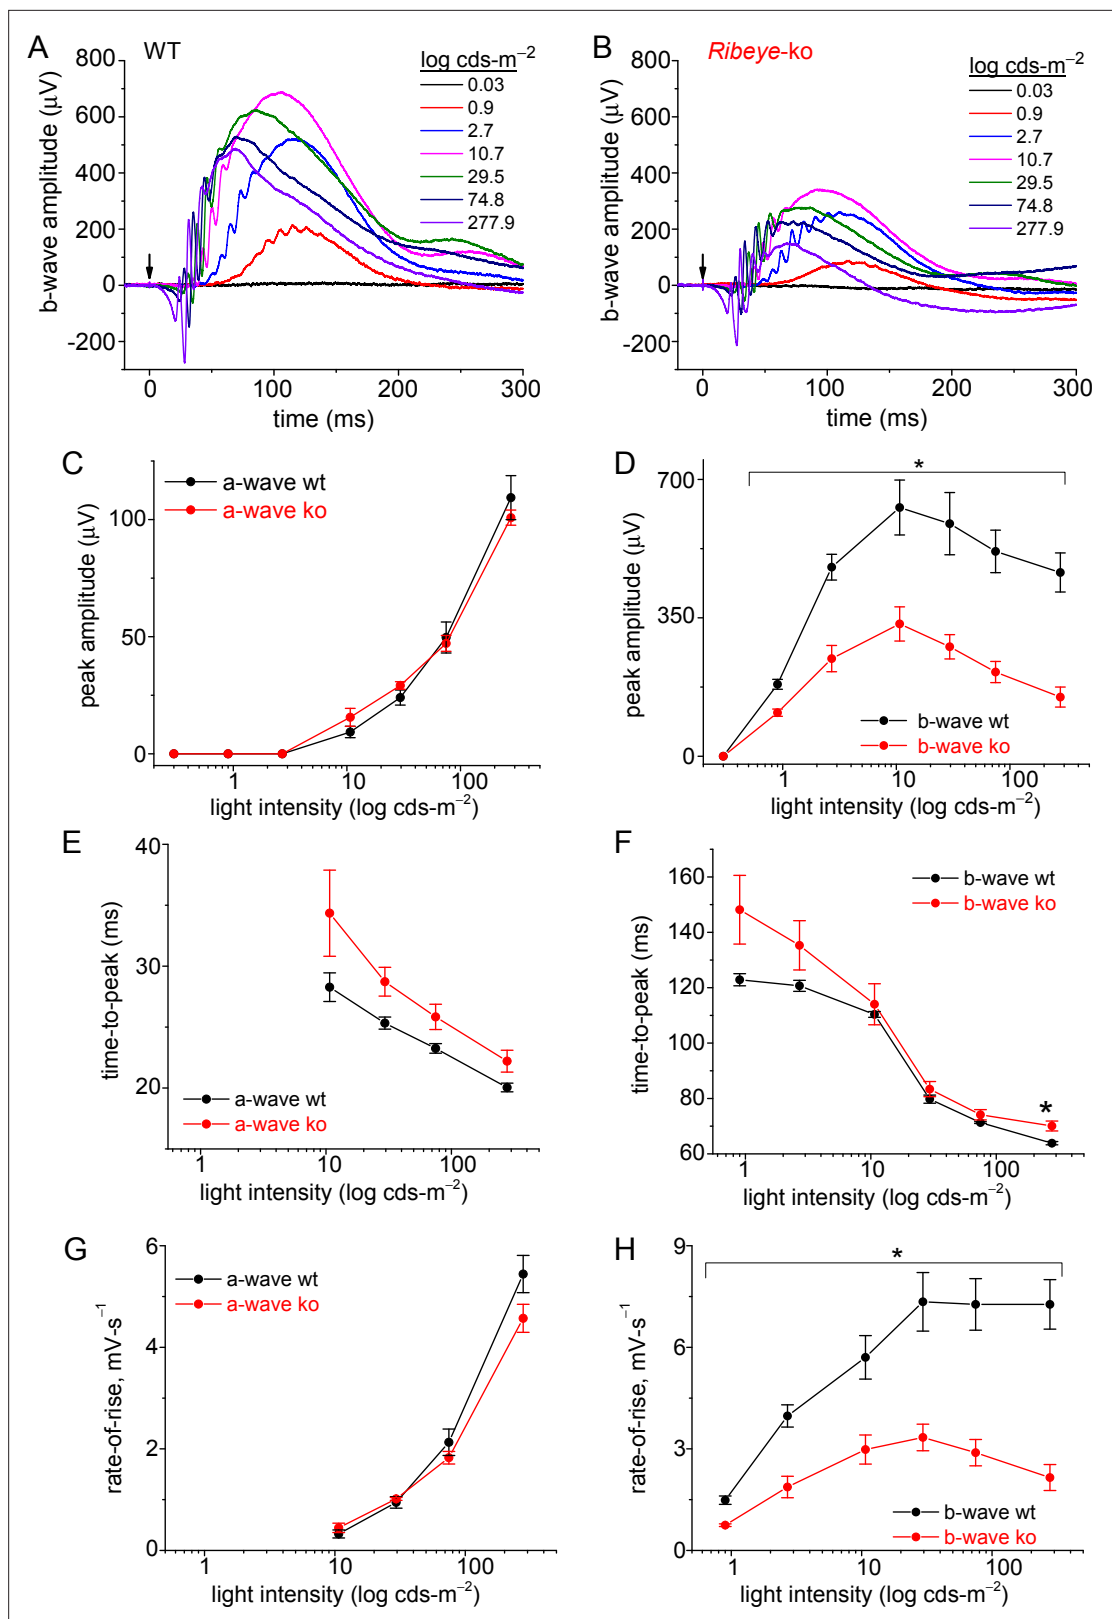 A WT
log cds-m⁻²
0.03
0.9
2.7
10.7
29.5
74.8
277.9
b-wave amplitude (μV)
800
600
400
200
0
-200
0 100 200 300
time (ms)
B Ribeye-ko
log cds-m⁻²
0.03
0.9
2.7
10.7
29.5
74.8
277.9
b-wave amplitude (μV)
800
600
400
200
0
-200
0 100 200 300
time (ms)
C
a-wave wt
a-wave ko
peak amplitude (μV)
100
50
0
1 10 100
light intensity (log cds-m⁻²)
D
*
peak amplitude (μV)
700
350
0
b-wave wt
b-wave ko
1 10 100
light intensity (log cds-m⁻²)
E
time-to-peak (ms)
40
30
20
a-wave wt
a-wave ko
1 10 100
light intensity (log cds-m⁻²)
F
b-wave wt
b-wave ko
time-to-peak (ms)
160
140
120
100
80
60
*
1 10 100
light intensity (log cds-m⁻²)
G
a-wave wt
a-wave ko
rate-of-rise, mV-s⁻¹
6
4
2
0
1 10 100
light intensity (log cds-m⁻²)
H
*
rate-of-rise, mV-s⁻¹
9
6
3
0
b-wave wt
b-wave ko
1 10 100
light intensity (log cds-m⁻²)